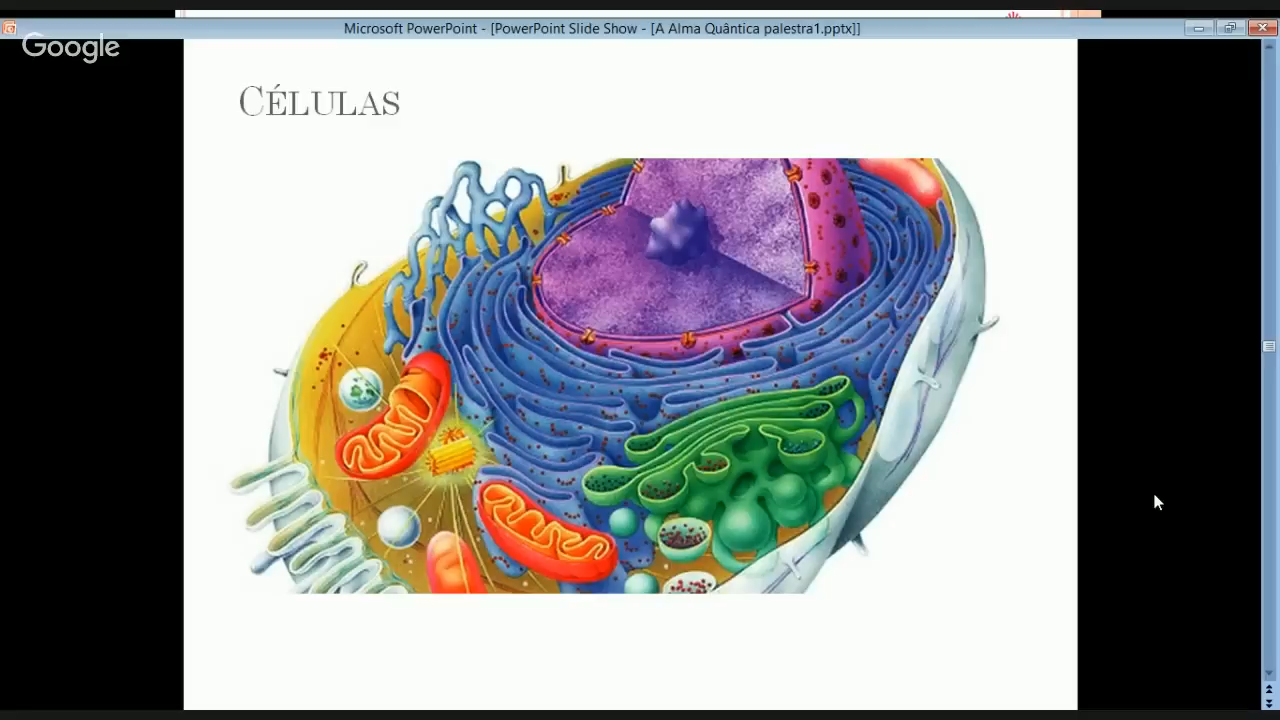 Microsoft PowerPoint - [PowerPoint Slide Show - [A Alma Quântica palestra1.pptx]]
Google
CÉLULAS